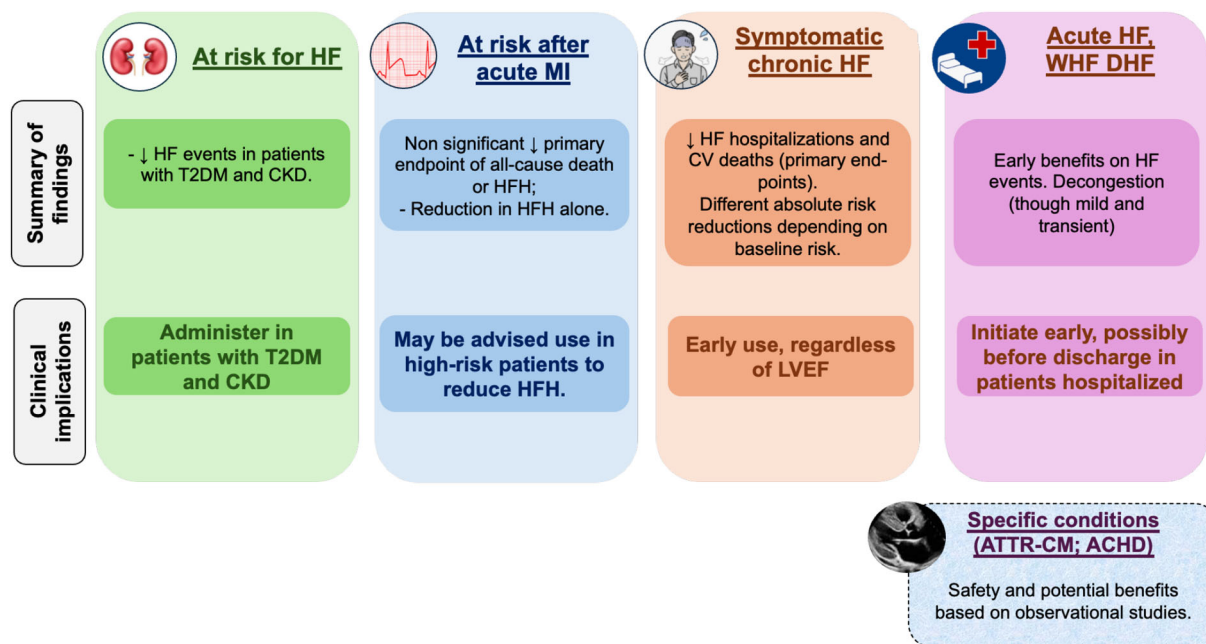 At risk for HF
At risk after
acute MI
Symptomatic
chronic HF
Acute HF,
WHF DHF
Summary of
findings
- ↓ HF events in patients
with T2DM and CKD.
Non significant ↓ primary
endpoint of all-cause death
or HFH;
- Reduction in HFH alone.
↓ HF hospitalizations and
CV deaths (primary end-
points).
Different absolute risk
reductions depending on
baseline risk.
Early benefits on HF
events. Decongestion
(though mild and
transient)
Clinical
implications
Administer in
patients with T2DM
and CKD
May be advised use in
high-risk patients to
reduce HFH.
Early use, regardless
of LVEF
Initiate early, possibly
before discharge in
patients hospitalized
Specific conditions
(ATTR-CM; ACHD)
Safety and potential benefits
based on observational studies.